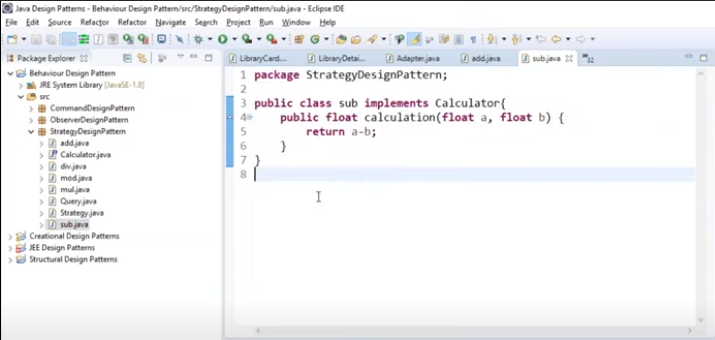 Java Design Patterns - Behaviour Design Pattern/src/StrategyDesignPattern/sub.java - Eclipse IDE
File Edit Source Refactor Refactor Navigate Search Project Run Window Help
Package Explorer
Behaviour Design Pattern
JRE System Library [JavaSE-1.8]
src
CommandDesignPattern
ObserverDesignPattern
StrategyDesignPattern
add.java
Calculator.java
div.java
mod.java
mul.java
Query.java
Strategy.java
sub.java
Creational Design Patterns
JEE Design Patterns
Structural Design Patterns
LibraryCard.... LibraryDetai... Adapter.java add.java sub.java
1 package StrategyDesignPattern;
2
3 public class sub implements Calculator{
4 public float calculation(float a, float b) {
5 return a-b;
6 }
7 }
8